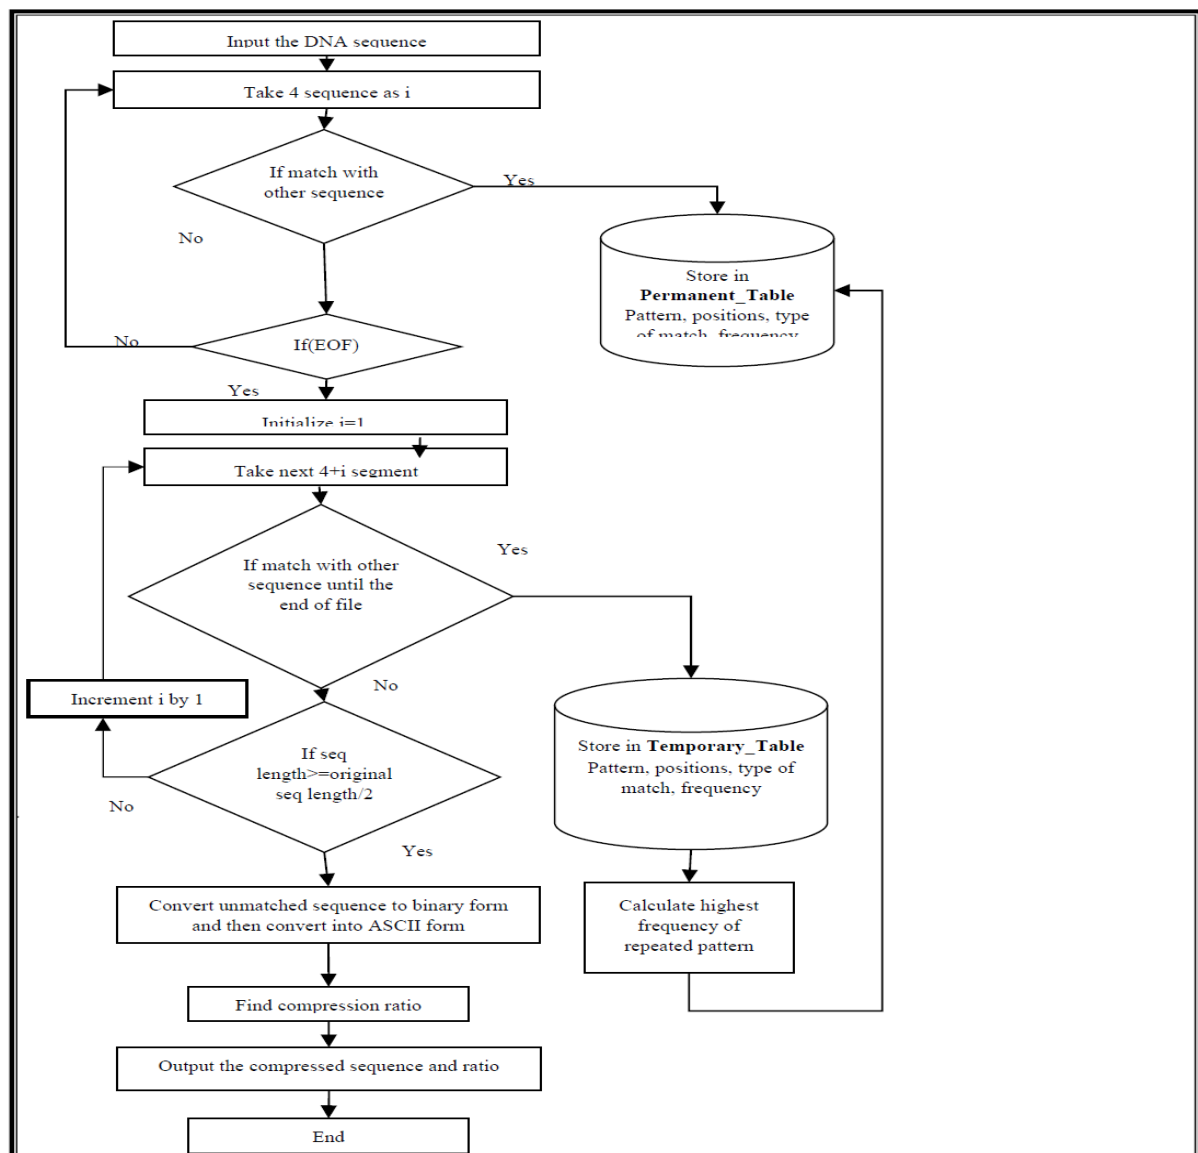 Input the DNA sequence
Take 4 sequence as i
If match with
other sequence
Yes
No
Store in
Permanent_Table
Pattern, positions, type
of match, frequency
If(EOF)
No
Yes
Initialize i=1
Take next 4+i segment
If match with other
sequence until the
end of file
Yes
No
Increment i by 1
Store in Temporary_Table
Pattern, positions, type of
match, frequency
If seq
length>=original
seq length/2
No
Yes
Convert unmatched sequence to binary form
and then convert into ASCII form
Calculate highest
frequency of
repeated pattern
Find compression ratio
Output the compressed sequence and ratio
End